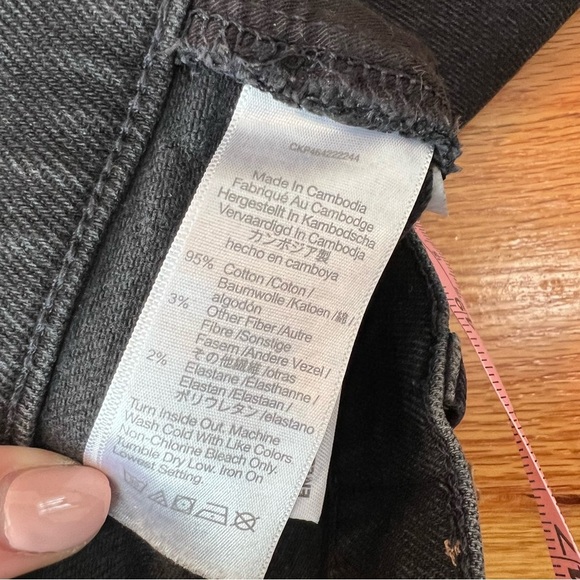 CKP464222244
Made In Cambodia
Fabriqué Au Cambodge
Hergestellt In Kambodscha
Vervaardigd In Cambodja
カンボジア製
hecho en camboya
95% Cotton/Coton/
Baumwolle/Katoen/綿/
algodón
3% Other Fiber/Autre
Fibre/Sonstige
Fasern/Andere Vezel/
その他繊維/otras
2% Elastane/Elasthanne/
Elastan/Elastaan/
ポリウレタン/elastano
Turn Inside Out. Machine
Wash Cold With Like Colors.
Non-Chlorine Bleach Only.
Tumble Dry Low. Iron On
Lowest Setting.